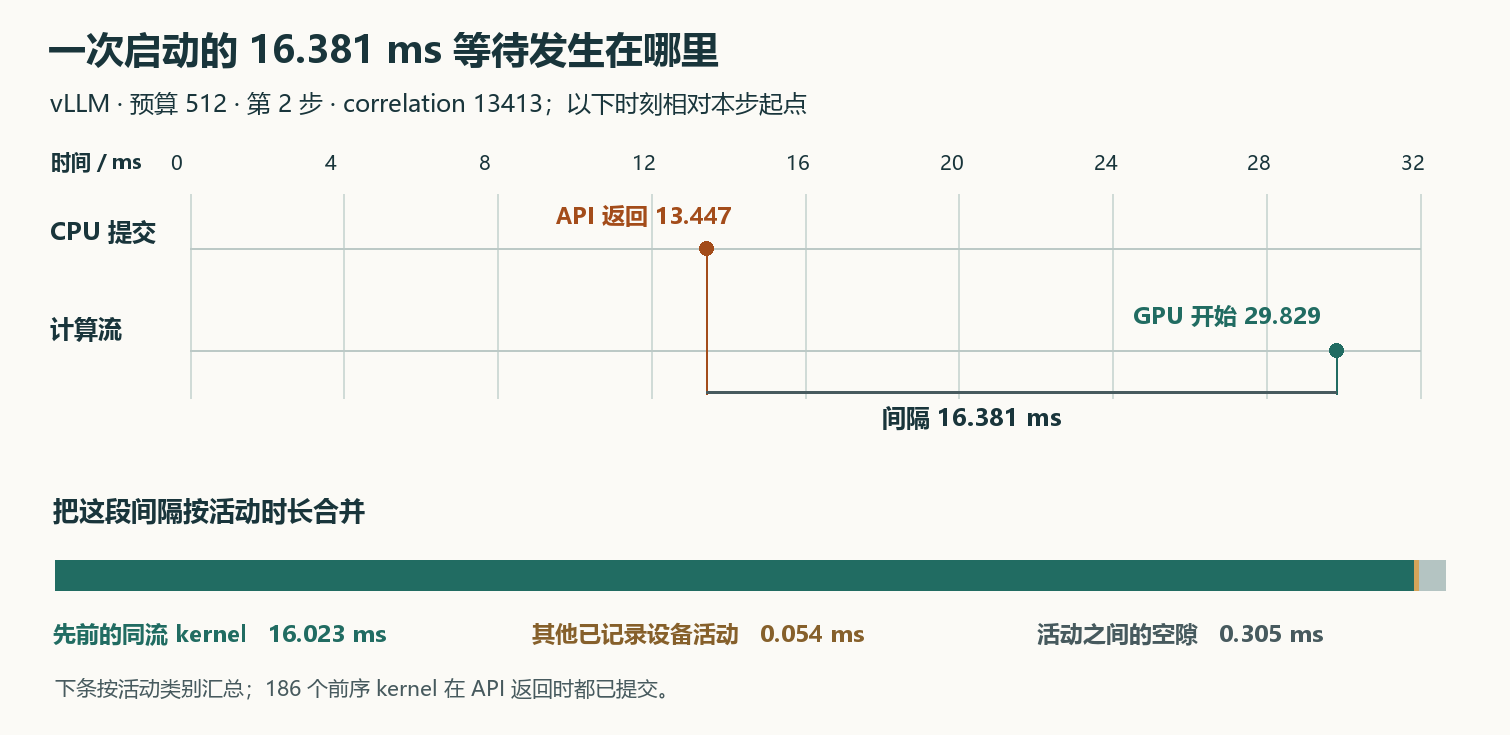 一次启动的 16.381 ms 等待发生在哪里
vLLM · 预算 512 · 第 2 步 · correlation 13413；以下时刻相对本步起点
时间 / ms 0 4 8 12 16 20 24 28 32
API 返回 13.447
CPU 提交
GPU 开始 29.829
计算流
间隔 16.381 ms
把这段间隔按活动时长合并
先前的同流 kernel 16.023 ms 其他已记录设备活动 0.054 ms 活动之间的空隙 0.305 ms
下条按活动类别汇总；186 个前序 kernel 在 API 返回时都已提交。